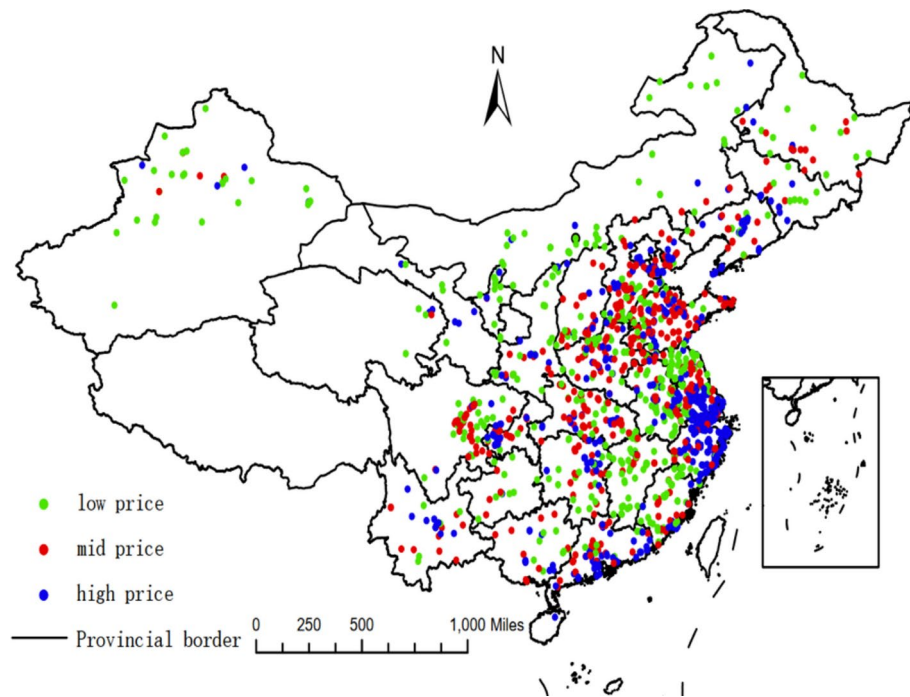 N
low price
mid price
high price
Provincial border
0 250 500 1,000 Miles